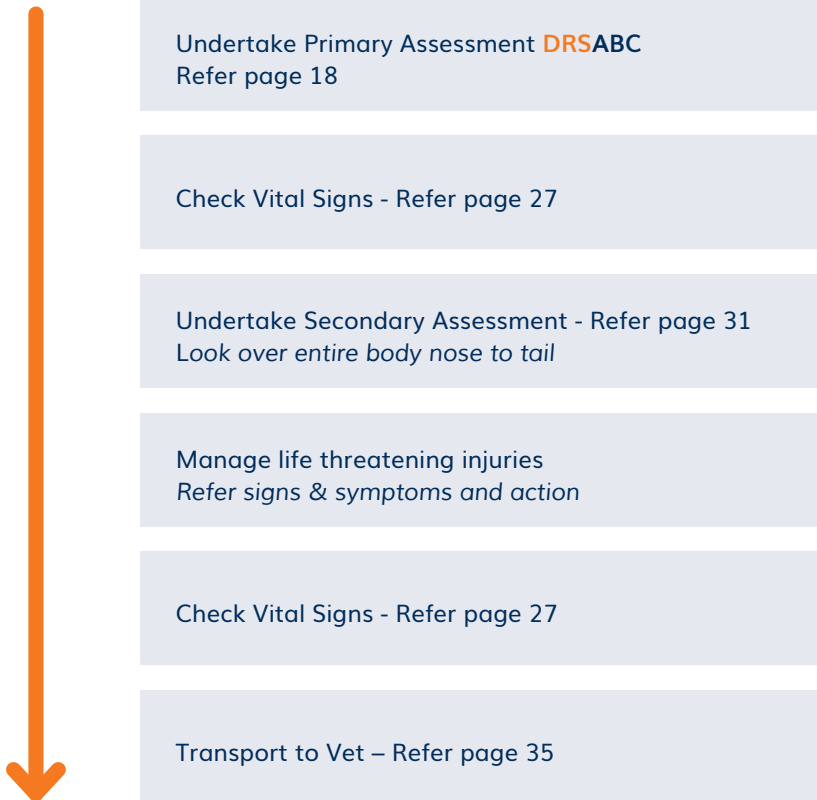 Undertake Primary Assessment DRSABC
Refer page 18
Check Vital Signs - Refer page 27
Undertake Secondary Assessment - Refer page 31
Look over entire body nose to tail
Manage life threatening injuries
Refer signs & symptoms and action
Check Vital Signs - Refer page 27
Transport to Vet – Refer page 35